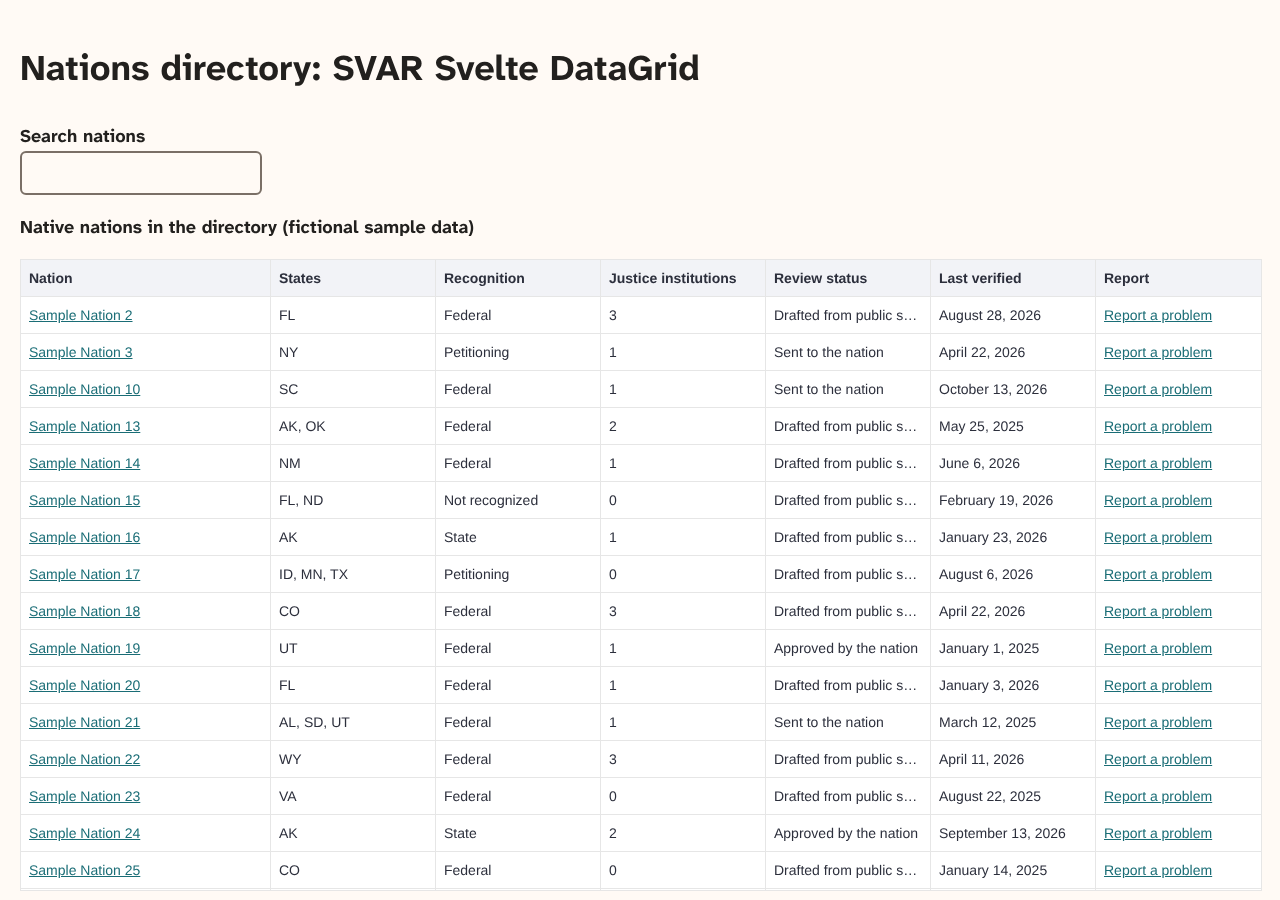 Nations directory: SVAR Svelte DataGrid
Search nations
Native nations in the directory (fictional sample data)
Nation States Recognition Justice institutions Review status Last verified Report
Sample Nation 2 FL Federal 3 Drafted from public s… August 28, 2026 Report a problem
Sample Nation 3 NY Petitioning 1 Sent to the nation April 22, 2026 Report a problem
Sample Nation 10 SC Federal 1 Sent to the nation October 13, 2026 Report a problem
Sample Nation 13 AK, OK Federal 2 Drafted from public s… May 25, 2025 Report a problem
Sample Nation 14 NM Federal 1 Drafted from public s… June 6, 2026 Report a problem
Sample Nation 15 FL, ND Not recognized 0 Drafted from public s… February 19, 2026 Report a problem
Sample Nation 16 AK State 1 Drafted from public s… January 23, 2026 Report a problem
Sample Nation 17 ID, MN, TX Petitioning 0 Drafted from public s… August 6, 2026 Report a problem
Sample Nation 18 CO Federal 3 Drafted from public s… April 22, 2026 Report a problem
Sample Nation 19 UT Federal 1 Approved by the nation January 1, 2025 Report a problem
Sample Nation 20 FL Federal 1 Drafted from public s… January 3, 2026 Report a problem
Sample Nation 21 AL, SD, UT Federal 1 Sent to the nation March 12, 2025 Report a problem
Sample Nation 22 WY Federal 3 Drafted from public s… April 11, 2026 Report a problem
Sample Nation 23 VA Federal 0 Drafted from public s… August 22, 2025 Report a problem
Sample Nation 24 AK State 2 Approved by the nation September 13, 2026 Report a problem
Sample Nation 25 CO Federal 0 Drafted from public s… January 14, 2025 Report a problem